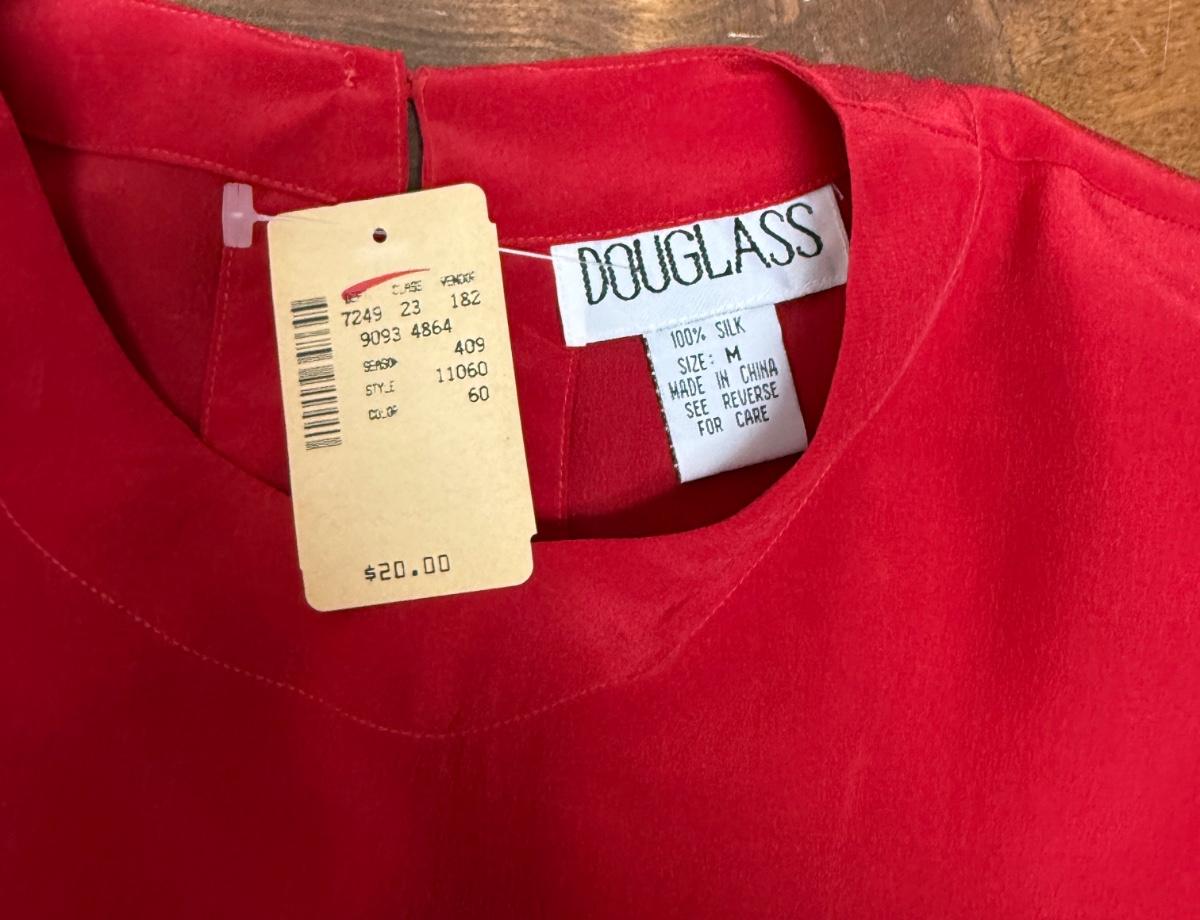 DEPT CLASS VENDOR
7249 23 182
9093 4864
SEASON 409
STYLE 11060
COLOR 60
$20.00
DOUGLASS
100% SILK
SIZE: M
MADE IN CHINA
SEE REVERSE
FOR CARE